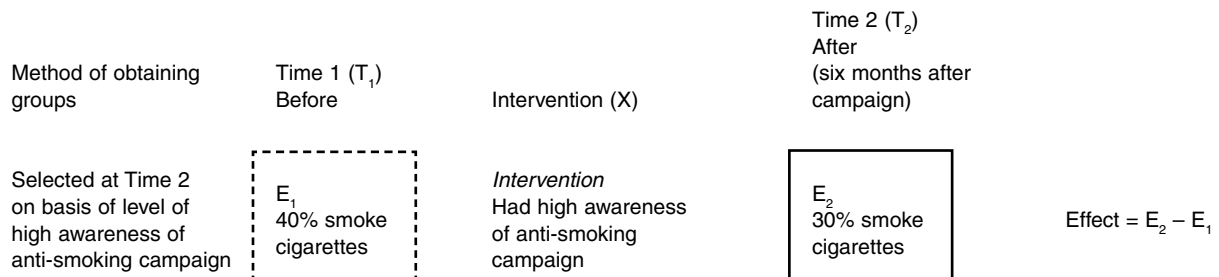 Method of obtaining
groups
Time 1 (T₁)
Before
Intervention (X)
Time 2 (T₂)
After
(six months after
campaign)
Selected at Time 2
on basis of level of
high awareness of
anti-smoking campaign
E₁
40% smoke
cigarettes
Intervention
Had high awareness
of anti-smoking
campaign
E₂
30% smoke
cigarettes
Effect = E₂ – E₁